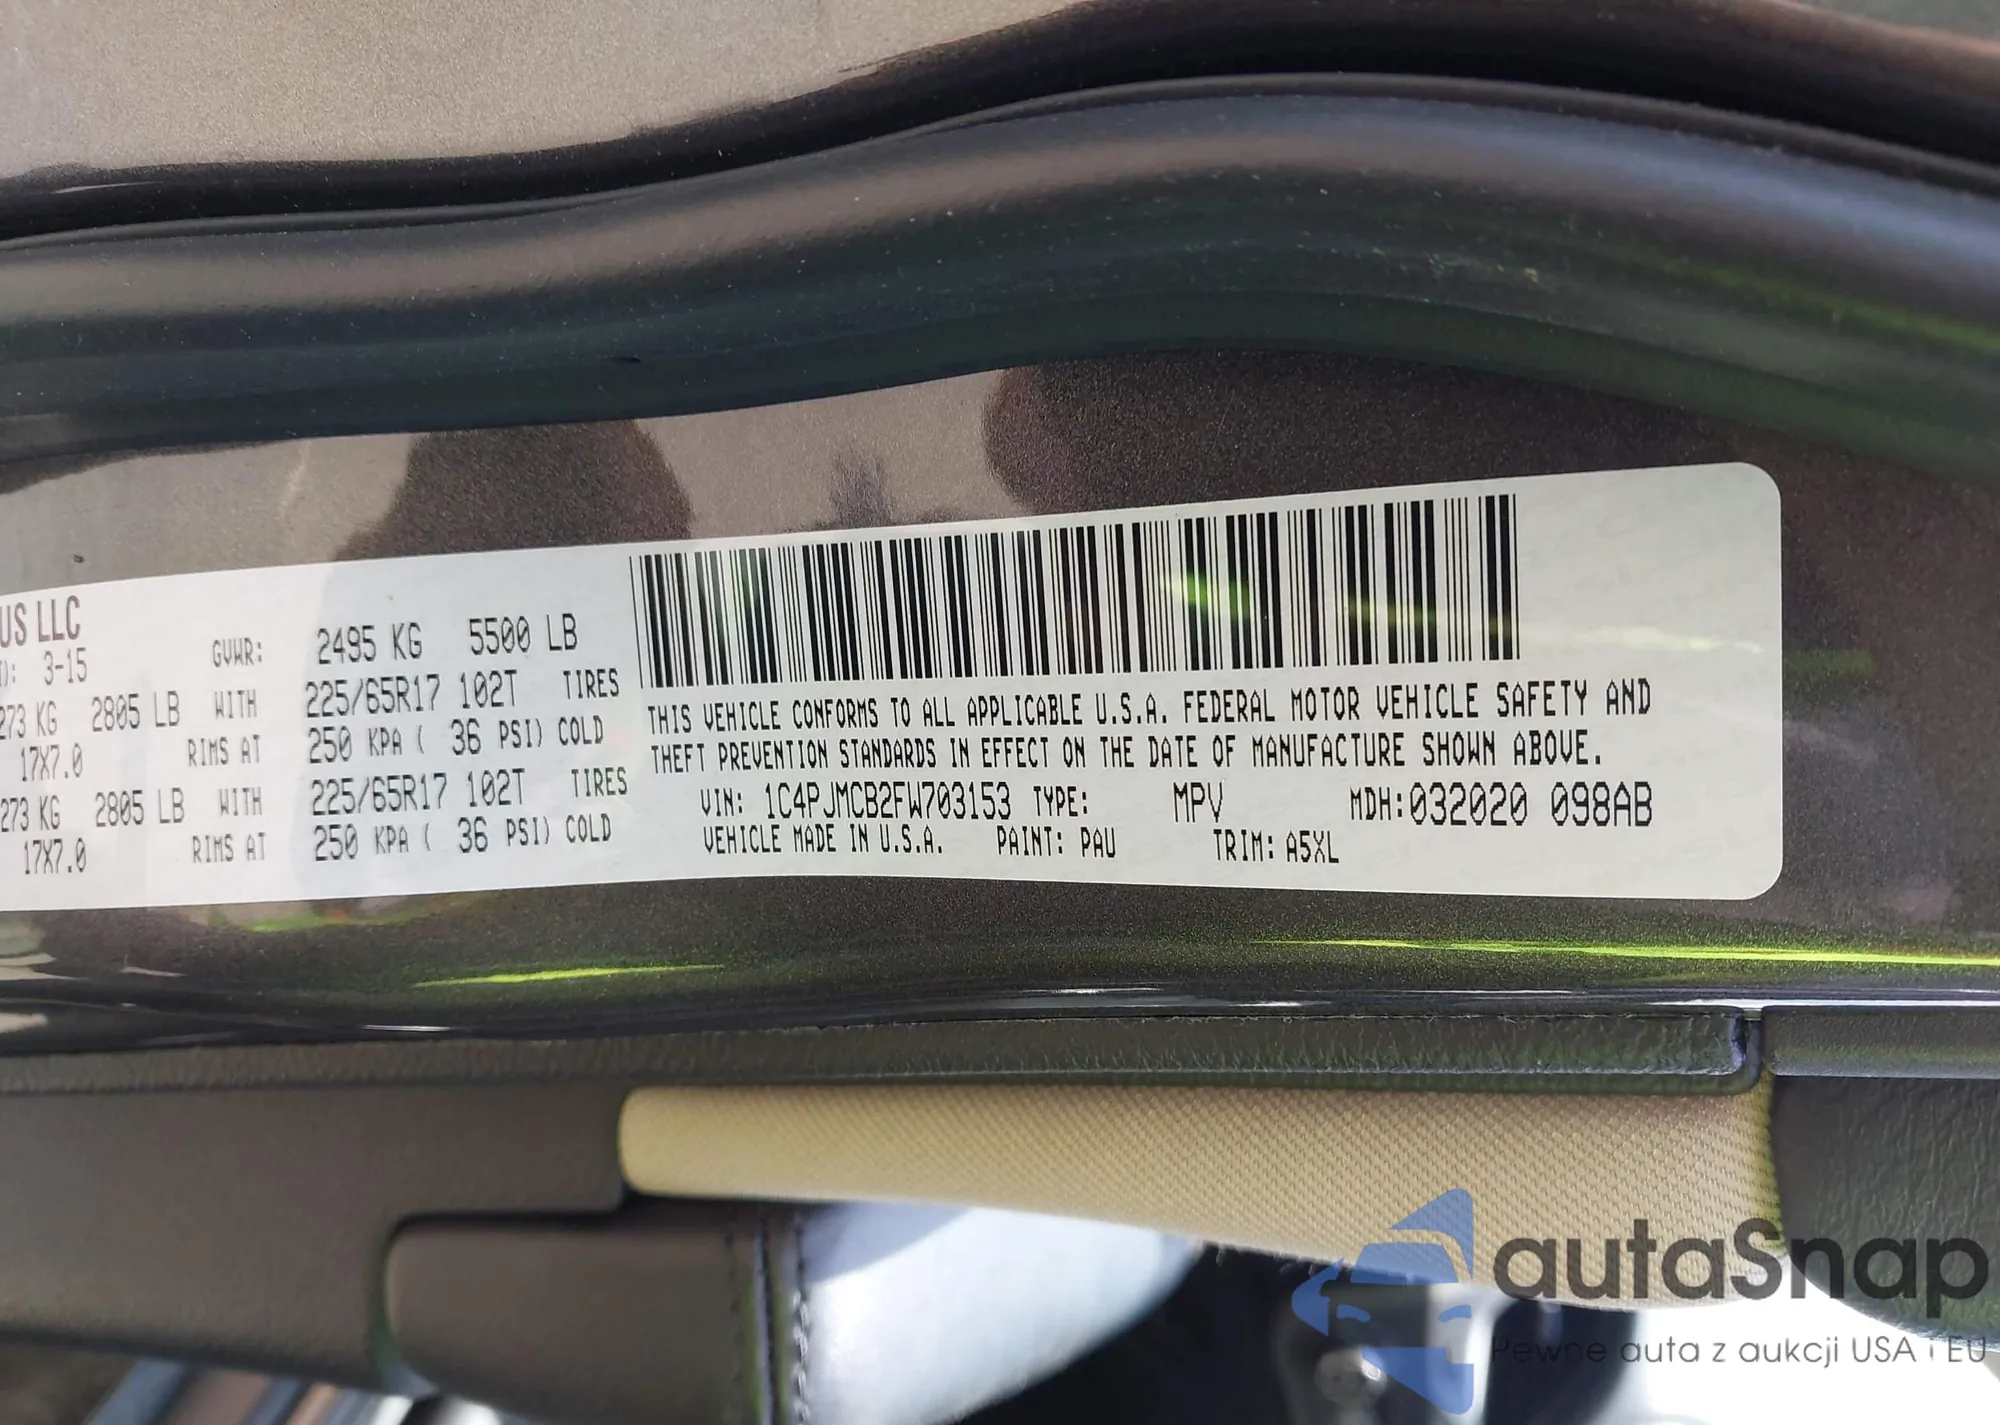 US LLC
T): 3-15
GVWR: 2495 KG 5500 LB
273 KG 2805 LB WITH 225/65R17 102T TIRES
17X7.0 RIMS AT 250 KPA ( 36 PSI) COLD
273 KG 2805 LB WITH 225/65R17 102T TIRES
17X7.0 RIMS AT 250 KPA ( 36 PSI) COLD
THIS VEHICLE CONFORMS TO ALL APPLICABLE U.S.A. FEDERAL MOTOR VEHICLE SAFETY AND
THEFT PREVENTION STANDARDS IN EFFECT ON THE DATE OF MANUFACTURE SHOWN ABOVE.
VIN: 1C4PJMCB2FW703153 TYPE: MPV MDH:032020 098AB
VEHICLE MADE IN U.S.A. PAINT: PAU TRIM: A5XL
autaSnap
Pewne auta z aukcji USA i EU